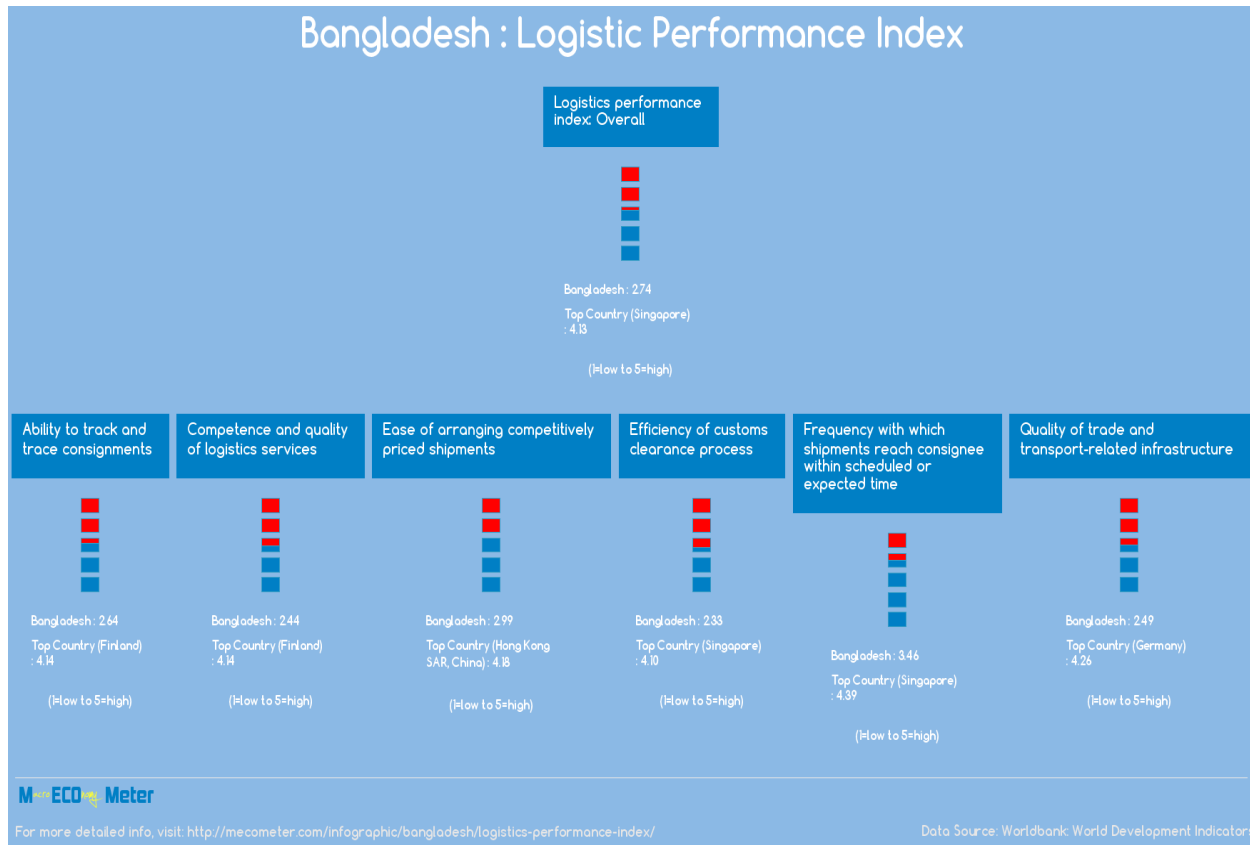 Bangladesh : Logistic Performance Index
Logistics performance
index: Overall
Bangladesh : 2.74
Top Country (Singapore)
: 4.13
(1=low to 5=high)
Ability to track and
trace consignments
Bangladesh : 2.64
Top Country (Finland)
: 4.14
(1=low to 5=high)
Competence and quality
of logistics services
Bangladesh : 2.44
Top Country (Finland)
: 4.14
(1=low to 5=high)
Ease of arranging competitively
priced shipments
Bangladesh : 2.99
Top Country (Hong Kong
SAR, China) : 4.18
(1=low to 5=high)
Efficiency of customs
clearance process
Bangladesh : 2.33
Top Country (Singapore)
: 4.10
(1=low to 5=high)
Frequency with which
shipments reach consignee
within scheduled or
expected time
Bangladesh : 3.46
Top Country (Singapore)
: 4.39
(1=low to 5=high)
Quality of trade and
transport-related infrastructure
Bangladesh : 2.49
Top Country (Germany)
: 4.26
(1=low to 5=high)
Macro ECOnomy Meter
For more detailed info, visit: http://mecometer.com/infographic/bangladesh/logistics-performance-index/
Data Source: Worldbank: World Development Indicators